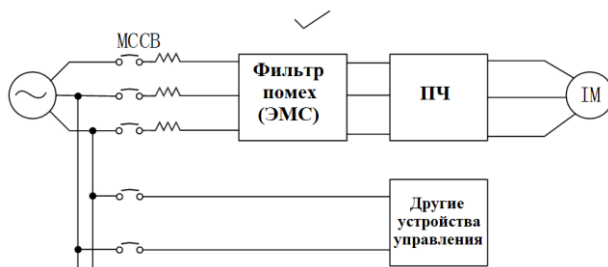 MCCB
Фильтр
помех
(ЭМС)
ПЧ
IM
Другие
устройства
управления